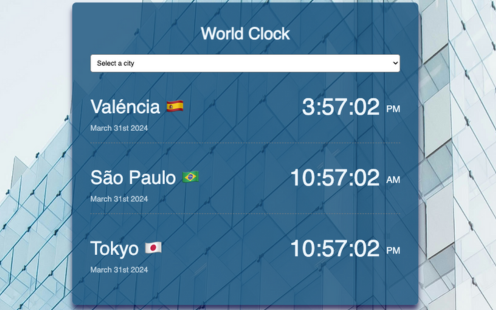 World Clock
Select a city
Valéncia 🇪🇸 3:57:02 PM
March 31st 2024
São Paulo 🇧🇷 10:57:02 AM
March 31st 2024
Tokyo 🇯🇵 10:57:02 PM
March 31st 2024